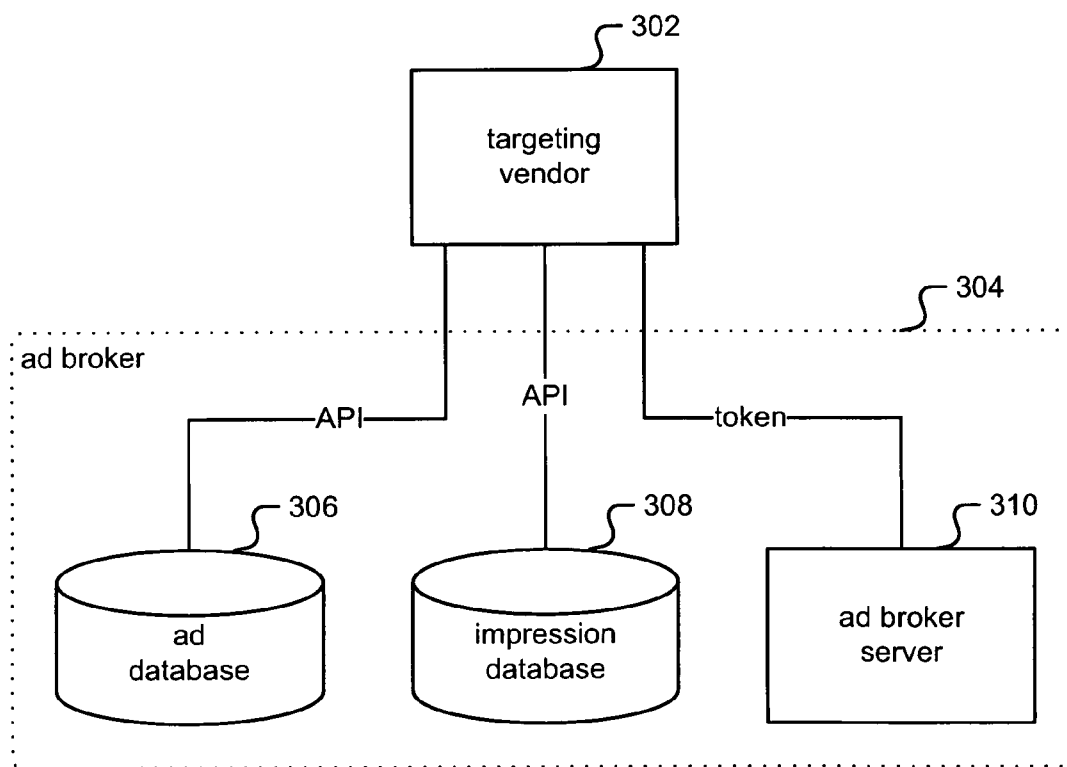 302
targeting
vendor
304
ad broker
API
API
token
306
308
310
ad
database
impression
database
ad broker
server